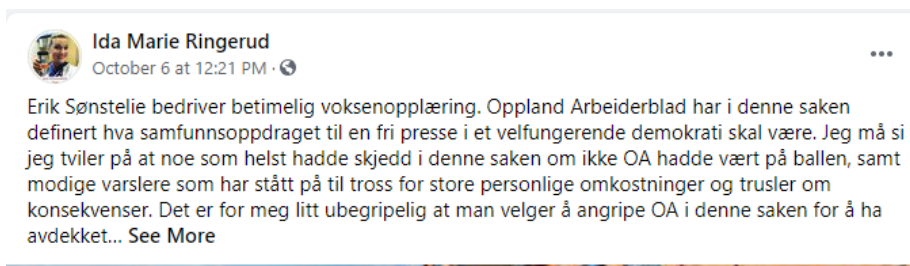 Ida Marie Ringerud
October 6 at 12:21 PM ·
Erik Sønstelie bedriver betimelig voksenopplæring. Oppland Arbeiderblad har i denne saken
definert hva samfunnsoppdraget til en fri presse i et velfungerende demokrati skal være. Jeg må si
jeg tviler på at noe som helst hadde skjedd i denne saken om ikke OA hadde vært på ballen, samt
modige varslere som har stått på til tross for store personlige omkostninger og trusler om
konsekvenser. Det er for meg litt ubegripelig at man velger å angripe OA i denne saken for å ha
avdekket... See More